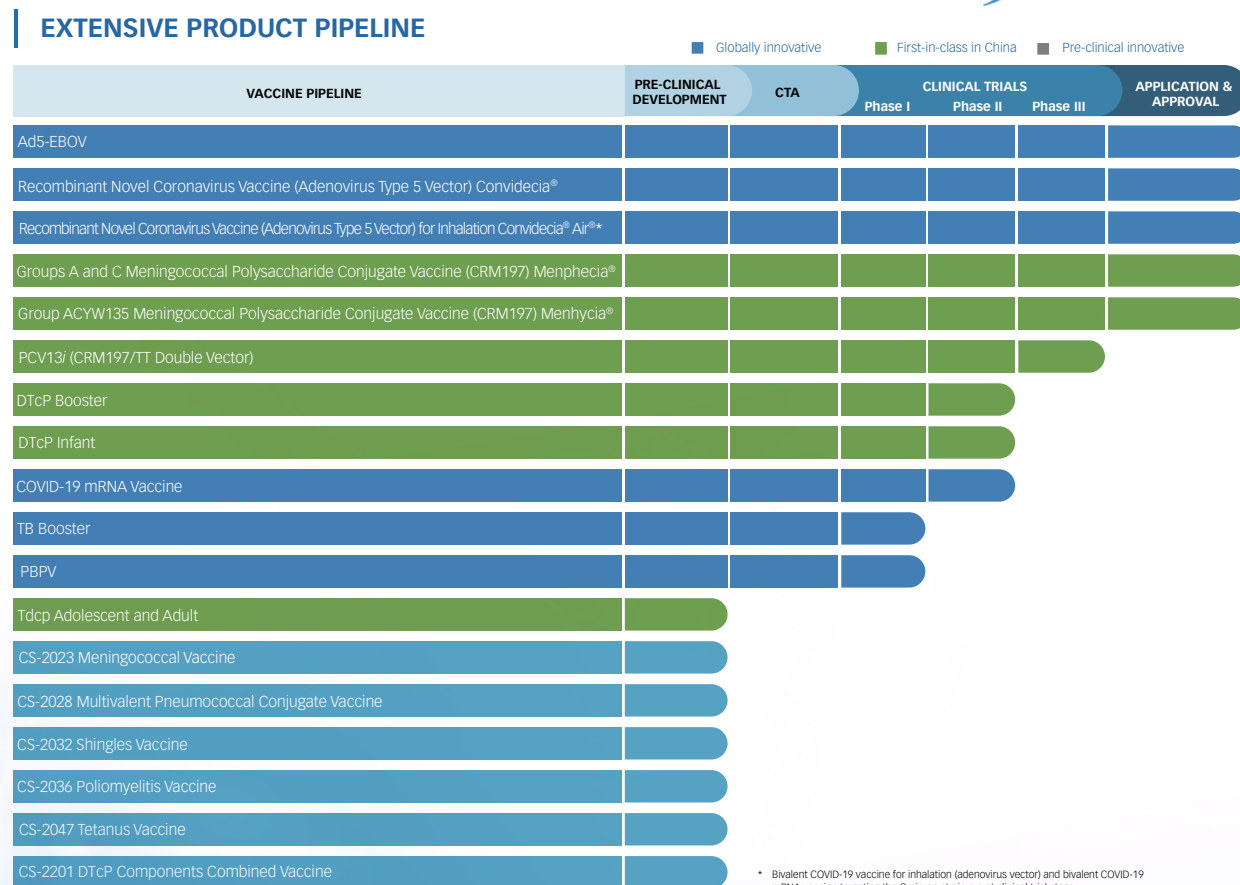 EXTENSIVE PRODUCT PIPELINE
Globally innovative
First-in-class in China
Pre-clinical innovative
VACCINE PIPELINE
PRE-CLINICAL
DEVELOPMENT
CTA
CLINICAL TRIALS
Phase I
Phase II
Phase III
APPLICATION &
APPROVAL
Ad5-EBOV
Recombinant Novel Coronavirus Vaccine (Adenovirus Type 5 Vector) Convidecia®
Recombinant Novel Coronavirus Vaccine (Adenovirus Type 5 Vector) for Inhalation Convidecia® Air®*
Groups A and C Meningococcal Polysaccharide Conjugate Vaccine (CRM197) Menphecia®
Group ACYW135 Meningococcal Polysaccharide Conjugate Vaccine (CRM197) Menhycia®
PCV13i (CRM197/TT Double Vector)
DTcP Booster
DTcP Infant
COVID-19 mRNA Vaccine
TB Booster
PBPV
Tdcp Adolescent and Adult
CS-2023 Meningococcal Vaccine
CS-2028 Multivalent Pneumococcal Conjugate Vaccine
CS-2032 Shingles Vaccine
CS-2036 Poliomyelitis Vaccine
CS-2047 Tetanus Vaccine
CS-2201 DTcP Components Combined Vaccine
* Bivalent COVID-19 vaccine for inhalation (adenovirus vector) and bivalent COVID-19